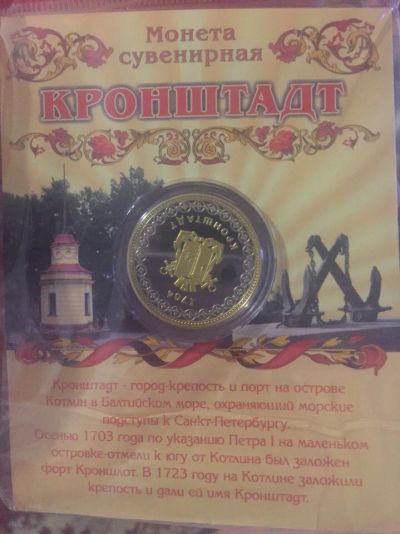 Монета
сувенирная
КРОНШТАДТ
КРОНШТАДТ
1704
Кронштадт - город-крепость и порт на острове
Котлин в Балтийском море, охраняющий морские
подступы к Санкт-Петербургу.
Осенью 1703 года по указанию Петра I на маленьком
островке-отмели к югу от Котлина был заложен
форт Кроншлот. В 1723 году на Котлине заложили
крепость и дали ей имя Кронштадт.